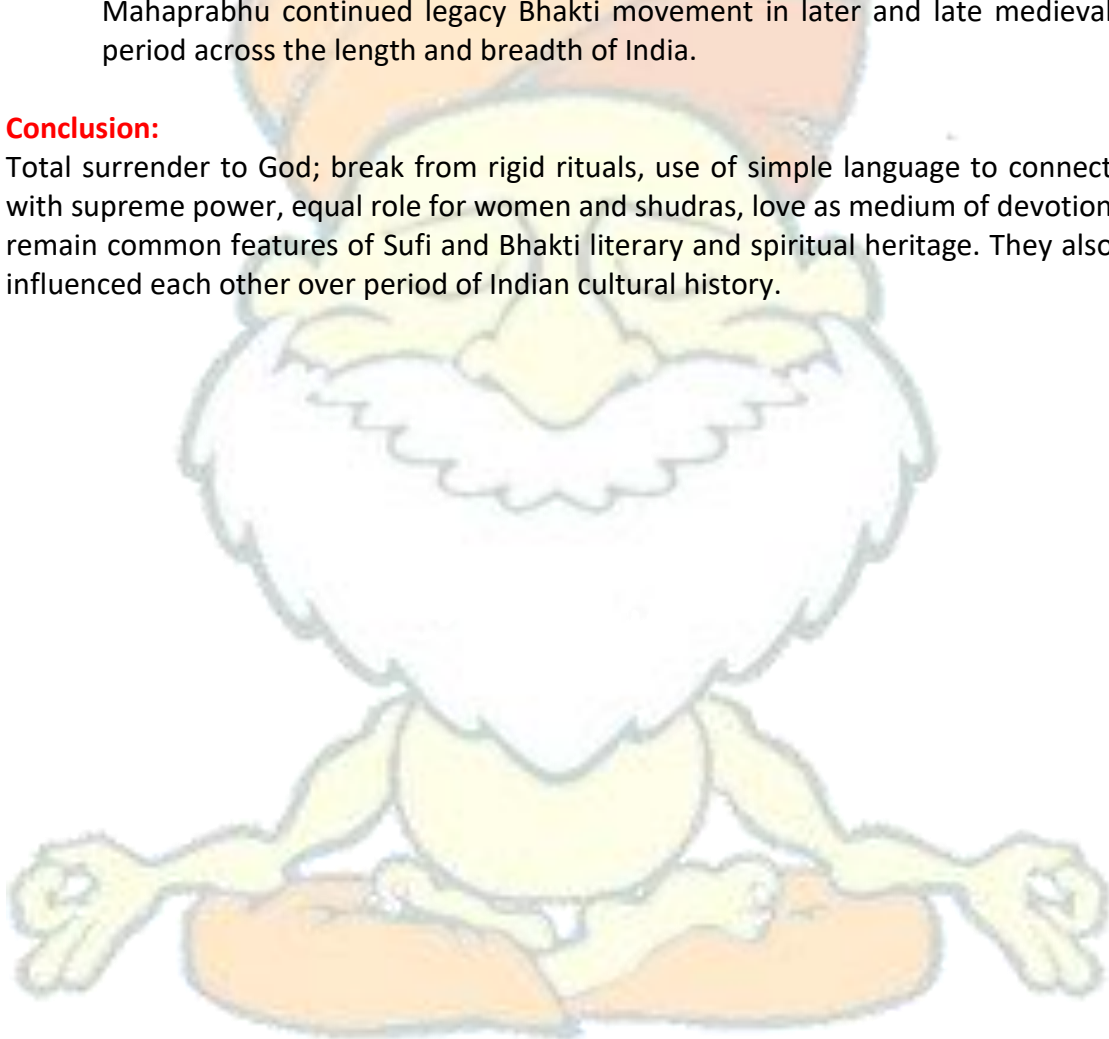 Mahaprabhu continued legacy Bhakti movement in later and late medieval
period across the length and breadth of India.
Conclusion:
Total surrender to God; break from rigid rituals, use of simple language to connect
with supreme power, equal role for women and shudras, love as medium of devotion
remain common features of Sufi and Bhakti literary and spiritual heritage. They also
influenced each other over period of Indian cultural history.